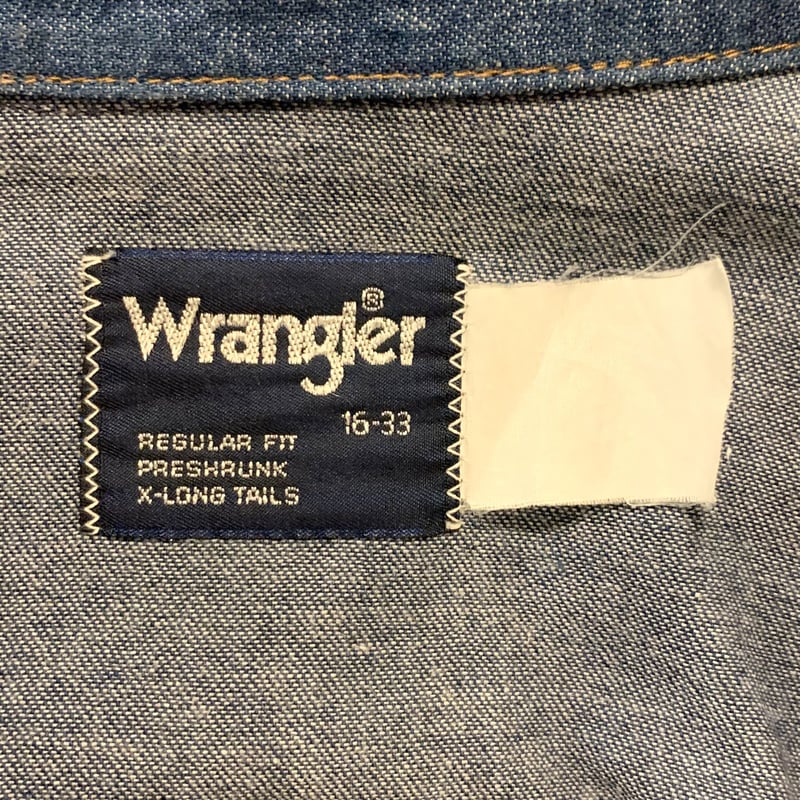 Wrangler®
16-33
REGULAR FIT
PRESHRUNK
X-LONG TAILS